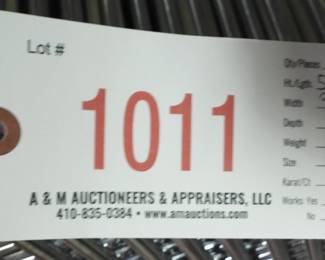 Lot #
1011
A & M AUCTIONEERS & APPRAISERS, LLC
410-835-0384 • www.amauctions.com
Qty/Pieces
Ht./Lgth. 5
Width
Depth
Weight
Size
Karat/Ct
Works: Yes
No